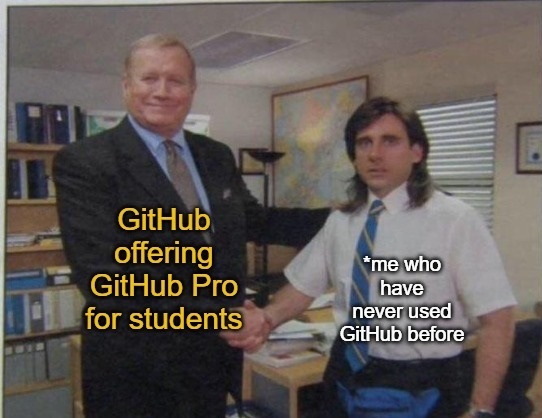 GitHub
offering
GitHub Pro
for students
*me who
have
never used
GitHub before